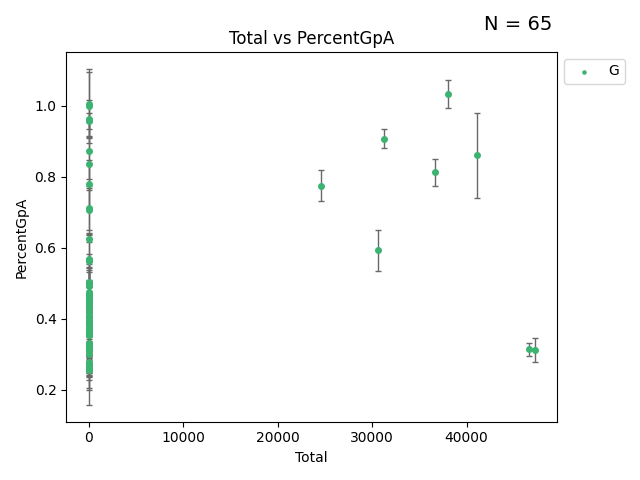 N = 65
Total vs PercentGpA
G
PercentGpA
1.0
0.8
0.6
0.4
0.2
0 10000 20000 30000 40000
Total